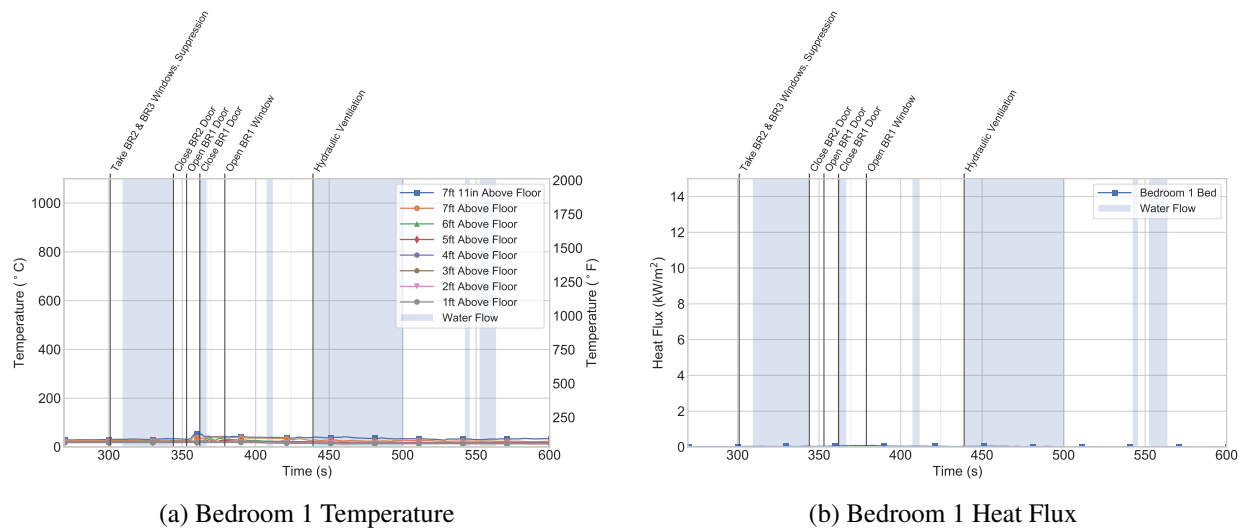 Take BR2 & BR3 Windows, Suppression
Close BR2 Door
Open BR1 Door
Close BR1 Door
Open BR1 Window
Hydraulic Ventilation
1000
800
600
400
200
0
Temperature (°C)
2000
1750
1500
1250
1000
750
500
250
Temperature (°F)
7ft 11in Above Floor
7ft Above Floor
6ft Above Floor
5ft Above Floor
4ft Above Floor
3ft Above Floor
2ft Above Floor
1ft Above Floor
Water Flow
300 350 400 450 500 550 600
Time (s)
(a) Bedroom 1 Temperature
Take BR2 & BR3 Windows, Suppression
Close BR2 Door
Open BR1 Door
Close BR1 Door
Open BR1 Window
Hydraulic Ventilation
14
12
10
8
6
4
2
0
Heat Flux (kW/m²)
Bedroom 1 Bed
Water Flow
300 350 400 450 500 550 600
Time (s)
(b) Bedroom 1 Heat Flux